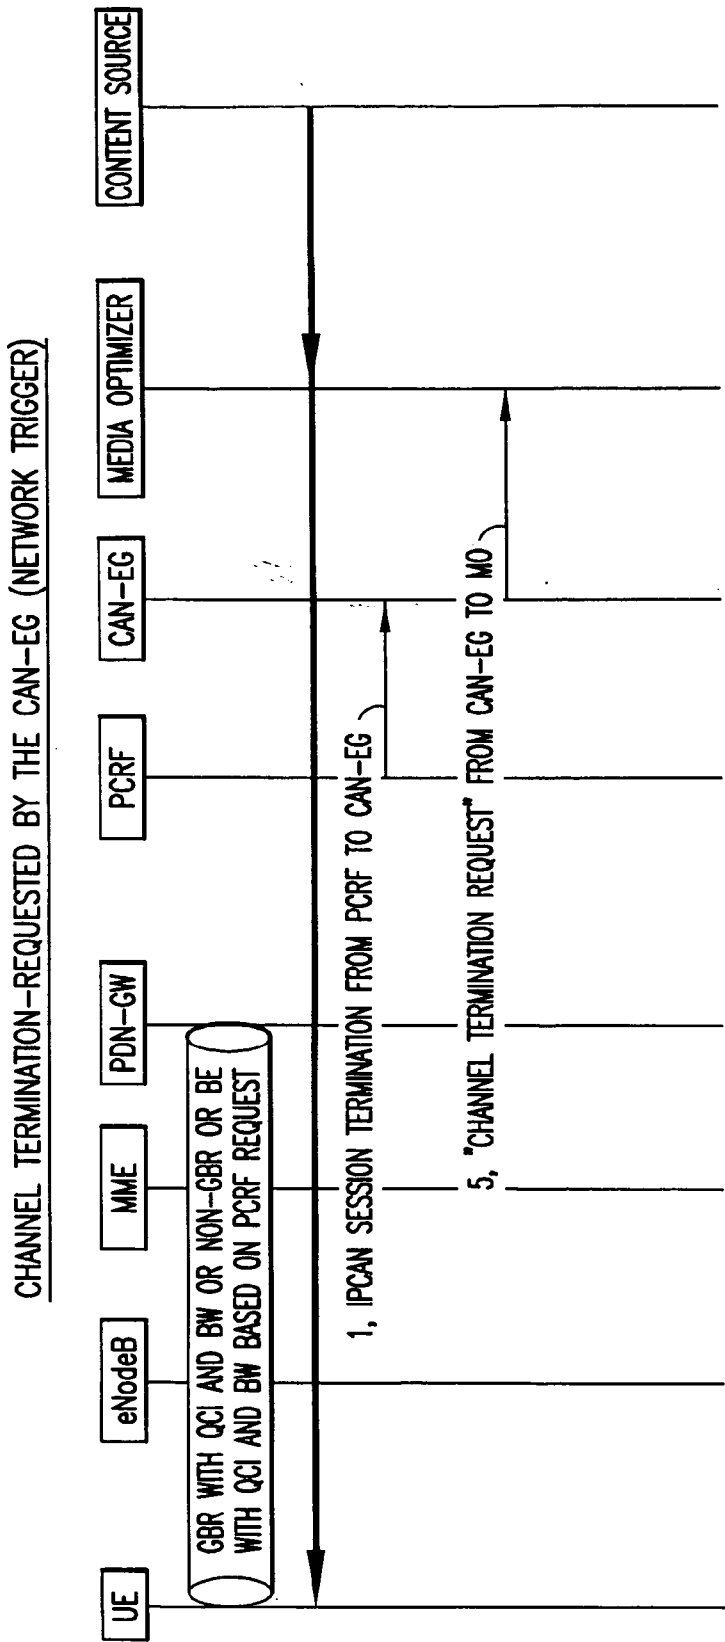 CHANNEL TERMINATION-REQUESTED BY THE CAN-EG (NETWORK TRIGGER)
UE
eNodeB
MME
PDN-GW
PCRF
CAN-EG
MEDIA OPTIMIZER
CONTENT SOURCE
GBR WITH QCI AND BW OR NON-GBR OR BE
WITH QCI AND BW BASED ON PCRF REQUEST
1, IPCAN SESSION TERMINATION FROM PCRF TO CAN-EG
5, "CHANNEL TERMINATION REQUEST" FROM CAN-EG TO MO